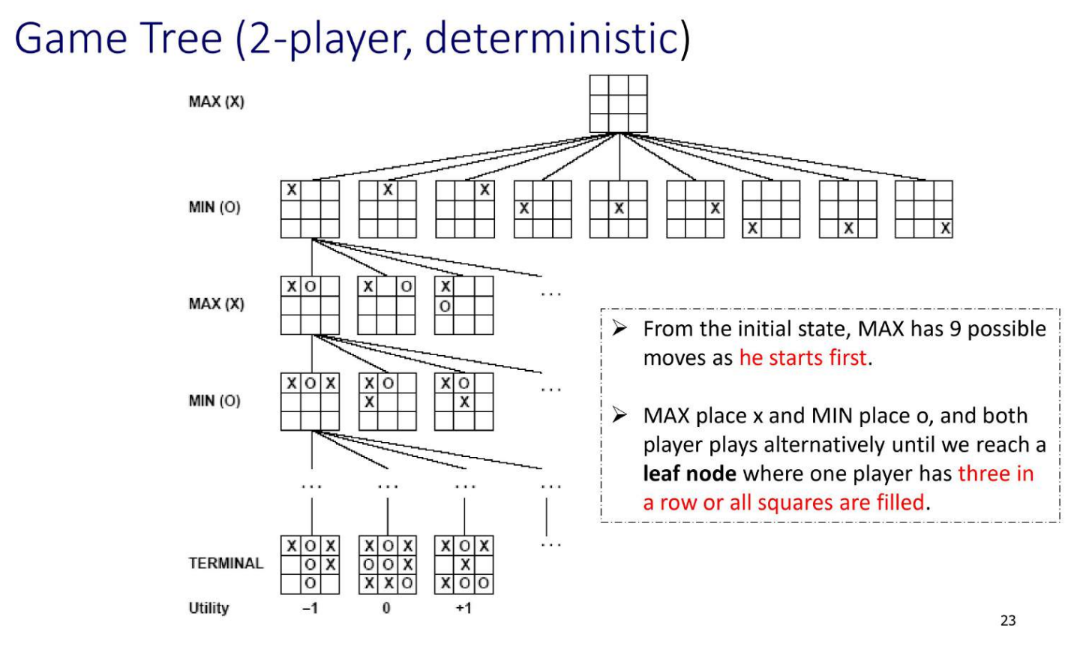 Game Tree (2-player, deterministic)
MAX (X)
MIN (O)
X X X X X X X X X
MAX (X)
X O X O X ...
O
MIN (O)
X O X X O X O ...
X X
... ... ... ...
TERMINAL
X O X X O X X O X ...
O X O O X X
O X X O X O O
Utility –1 0 +1
➢ From the initial state, MAX has 9 possible
moves as he starts first.
➢ MAX place x and MIN place o, and both
player plays alternatively until we reach a
leaf node where one player has three in
a row or all squares are filled.
23